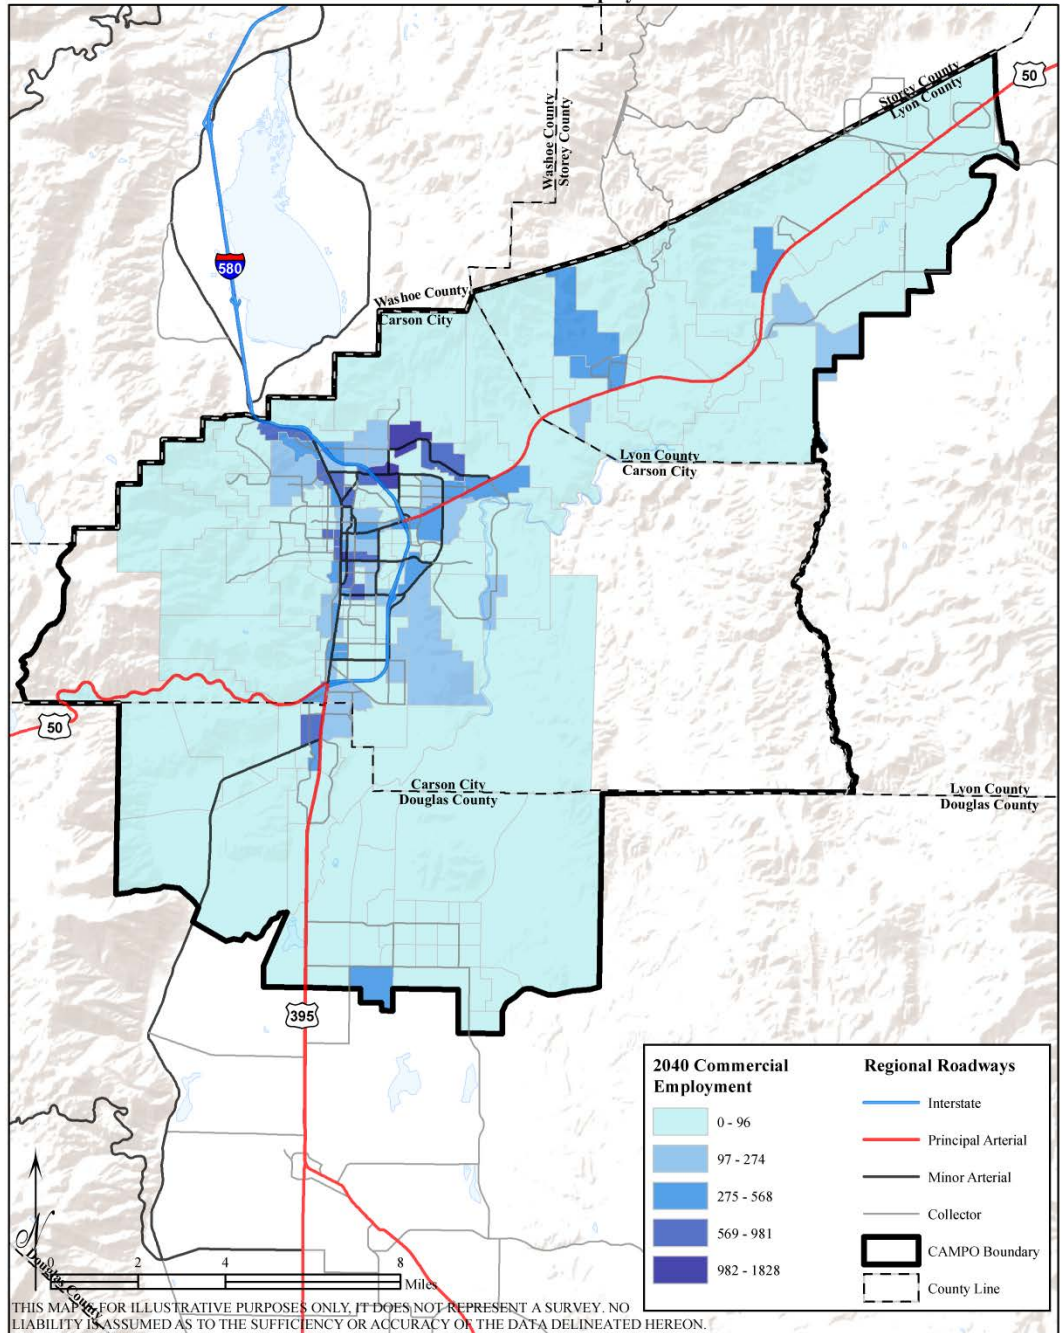 50
Storey County
Lyon County
Washoe County
Storey County
580
Washoe County
Carson City
Lyon County
Carson City
50
Carson City
Douglas County
Lyon County
Douglas County
395
2040 Commercial
Employment
0 - 96
97 - 274
275 - 568
569 - 981
982 - 1828
Regional Roadways
Interstate
Principal Arterial
Minor Arterial
Collector
CAMPO Boundary
County Line
N
Douglas County
0 2 4 8
Miles
THIS MAP FOR ILLUSTRATIVE PURPOSES ONLY, IT DOES NOT REPRESENT A SURVEY. NO
LIABILITY IS ASSUMED AS TO THE SUFFICIENCY OR ACCURACY OF THE DATA DELINEATED HEREON.